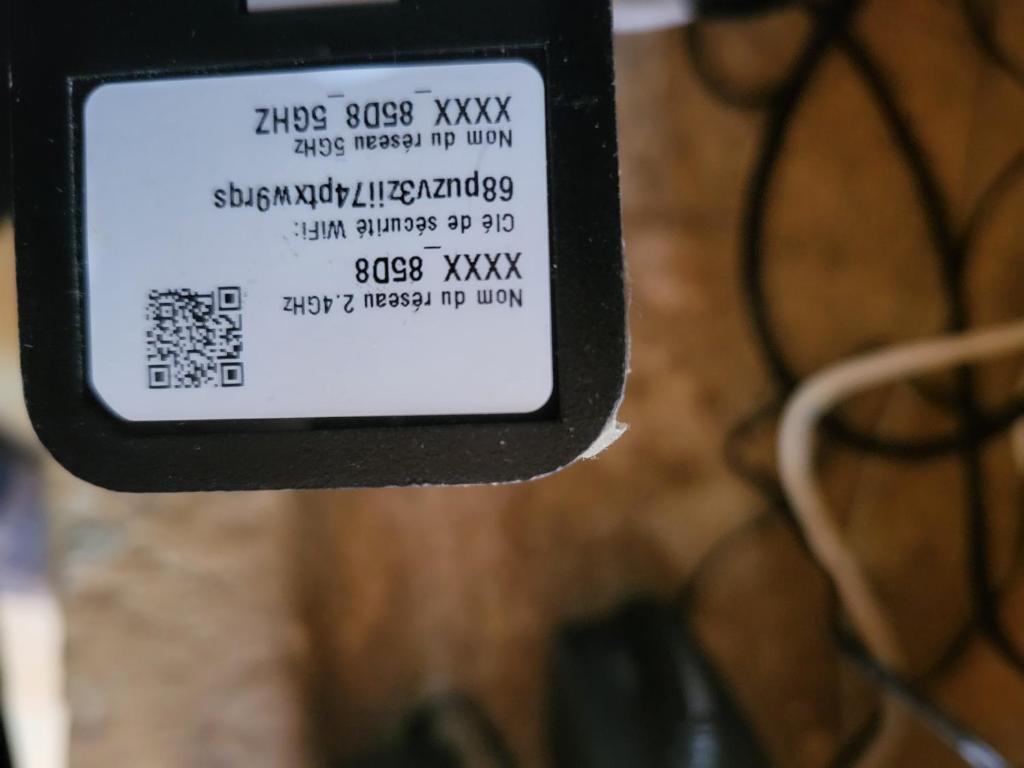 Nom du réseau 2.4GHz
XXXX_85D8
Clé de sécurité WiFi:
68puzv3zii74ptxw9rqs
Nom du réseau 5GHz
XXXX_85D8_5GHZ